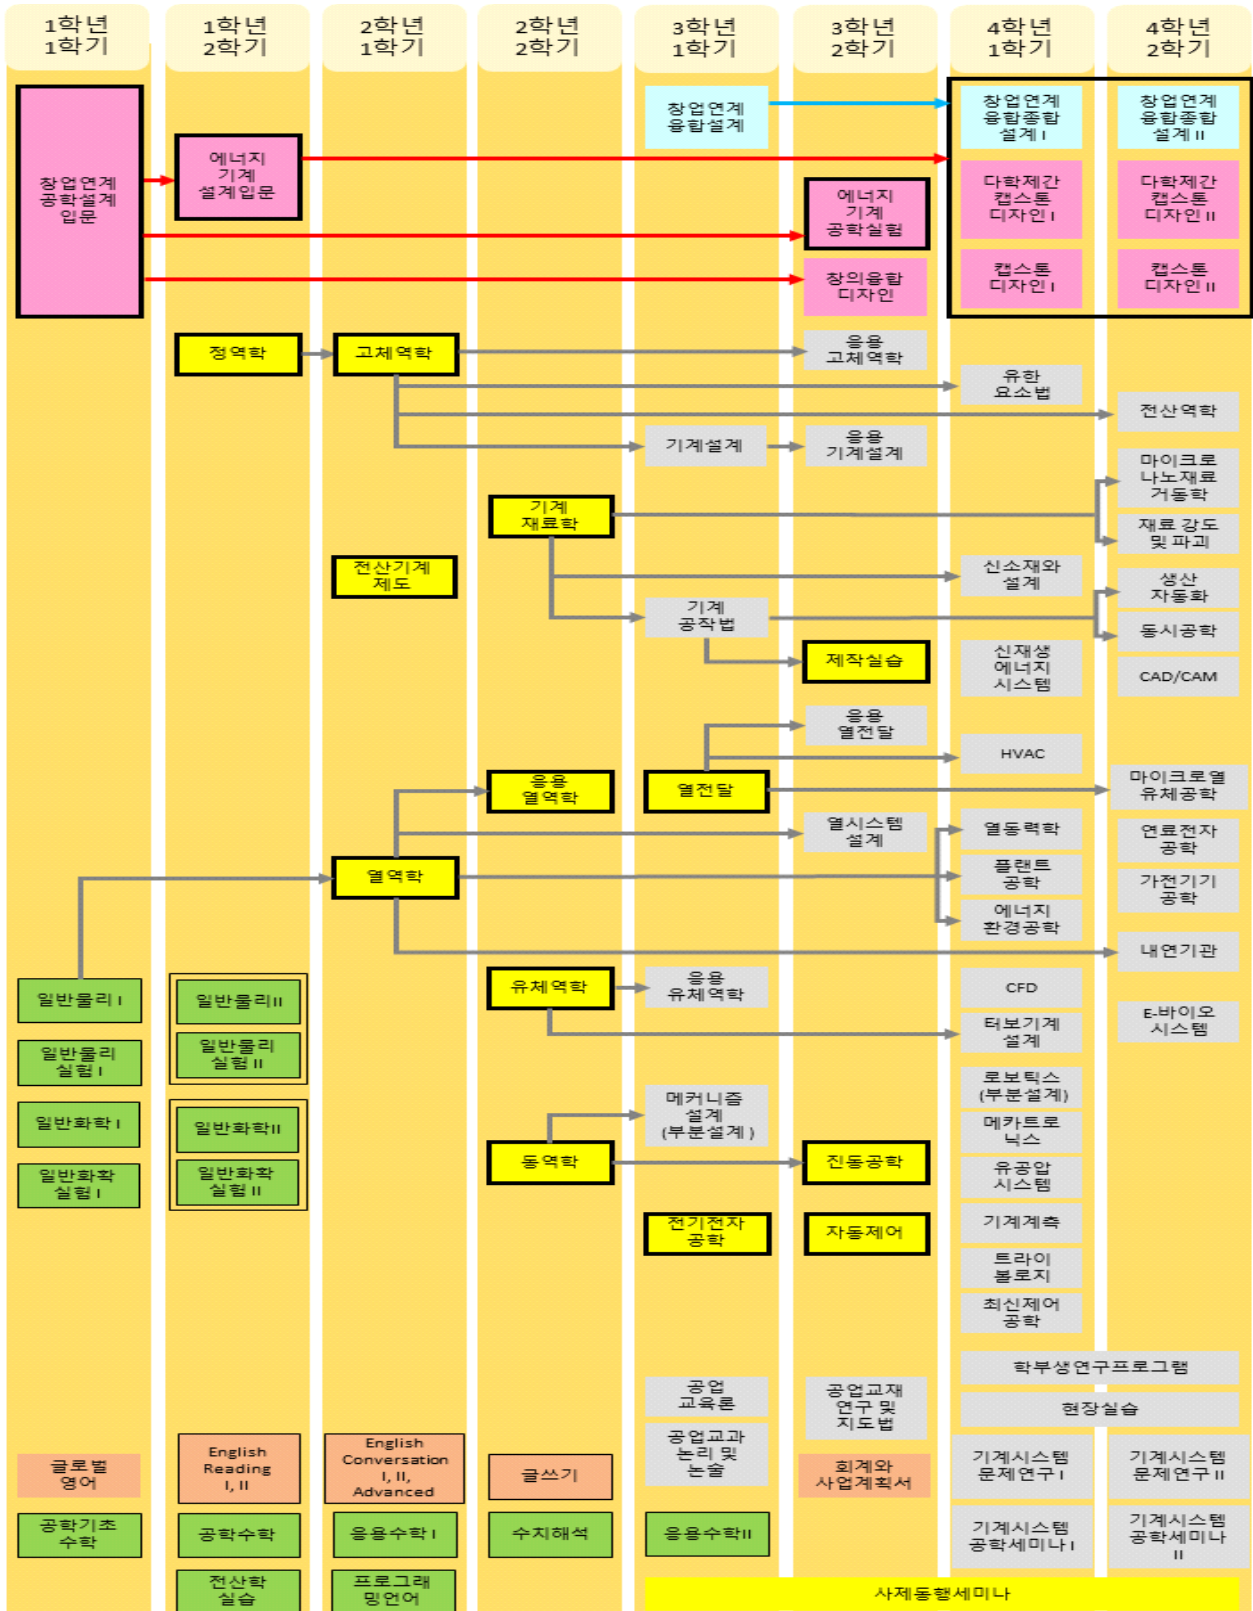 1학년
1학기
1학년
2학기
2학년
1학기
2학년
2학기
3학년
1학기
3학년
2학기
4학년
1학기
4학년
2학기
창업연계
공학설계
입문
에너지
기계
설계입문
창업연계
융합설계
에너지
기계
공학실험
창의융합
디자인
창업연계
융합종합
설계 I
창업연계
융합종합
설계 II
다학제간
캡스톤
디자인 I
다학제간
캡스톤
디자인 II
캡스톤
디자인 I
캡스톤
디자인 II
정역학
고체역학
응용
고체역학
유한
요소법
전산역학
기계설계
응용
기계설계
기계
재료학
마이크로
나노재료
거동학
재료 강도
및 파괴
전산기계
제도
신소재와
설계
생산
자동화
기계
공작법
동시공학
제작실습
신재생
에너지
시스템
CAD/CAM
응용
열전달
HVAC
응용
열역학
열전달
마이크로열
유체공학
열시스템
설계
열동력학
연료전자
공학
열역학
플랜트
공학
가전기기
공학
에너지
환경공학
내연기관
일반물리 I
일반물리II
유체역학
응용
유체역학
CFD
E-바이오
시스템
일반물리
실험 I
일반물리
실험 II
터보기계
설계
로보틱스
(부분설계)
일반화학 I
일반화학II
메커니즘
설계
(부분설계)
메카트로
닉스
일반화확
실험 I
일반화확
실험 II
동역학
진동공학
유공압
시스템
전기전자
공학
자동제어
기계계측
트라이
볼로지
최신제어
공학
학부생연구프로그램
공업
교육론
공업교재
연구 및
지도법
현장실습
글로벌
영어
English
Reading
I, II
English
Conversation
I, II,
Advanced
글쓰기
공업교과
논리 및
논술
회계와
사업계획서
기계시스템
문제연구 I
기계시스템
문제연구 II
공학기초
수학
공학수학
응용수학 I
수치해석
응용수학II
기계시스템
공학세미나 I
기계시스템
공학세미나
II
전산학
실습
프로그래
밍언어
사제동행세미나